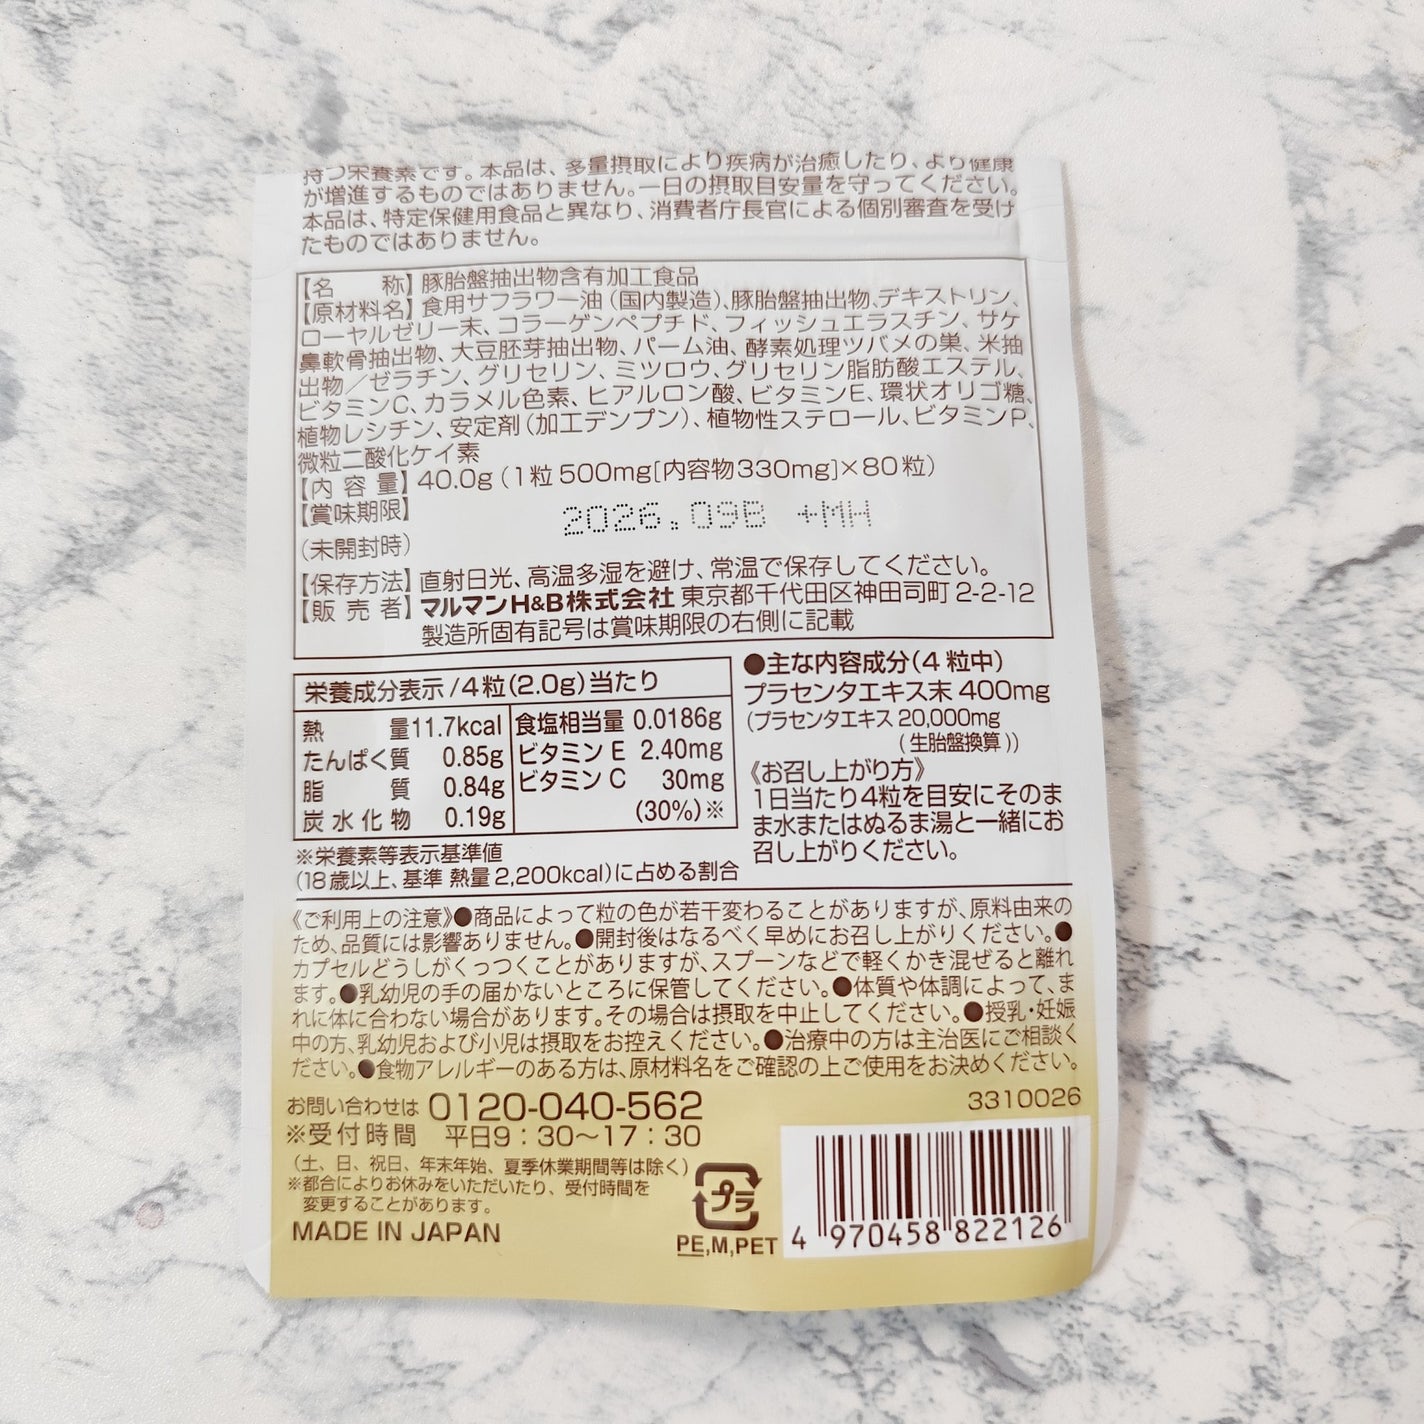 持つ栄養素です。本品は、多量摂取により疾病が治癒したり、より健康
が増進するものではありません。一日の摂取目安量を守ってください。
本品は、特定保健用食品と異なり、消費者庁長官による個別審査を受け
たものではありません。
【名 称】豚胎盤抽出物含有加工食品
【原材料名】食用サフラワー油(国内製造)、豚胎盤抽出物、デキストリン、
ローヤルゼリー末、コラーゲンペプチド、フィッシュエラスチン、サケ
鼻軟骨抽出物、大豆胚芽抽出物、パーム油、酵素処理ツバメの巣、米抽
出物/ゼラチン、グリセリン、ミツロウ、グリセリン脂肪酸エステル、
ビタミンC、カラメル色素、ヒアルロン酸、ビタミンE、環状オリゴ糖、
植物レシチン、安定剤(加工デンプン)、植物性ステロール、ビタミンP、
微粒二酸化ケイ素
【内 容 量】40.0g(1粒500mg[内容物330mg]×80粒)
【賞味期限】
(未開封時)
2026.09B +MH
【保存方法】直射日光、高温多湿を避け、常温で保存してください。
【販 売 者】マルマンH&B株式会社 東京都千代田区神田司町2-2-12
製造所固有記号は賞味期限の右側に記載
栄養成分表示/4粒(2.0g)当たり
熱 量 11.7kcal 食塩相当量 0.0186g
たんぱく質 0.85g ビタミンE 2.40mg
脂 質 0.84g ビタミンC 30mg
炭水化物 0.19g (30%)※
※栄養素等表示基準値
(18歳以上、基準 熱量2,200kcal)に占める割合
●主な内容成分(4粒中)
プラセンタエキス末 400mg
(プラセンタエキス 20,000mg
(生胎盤換算))
《お召し上がり方》
1日当たり4粒を目安にそのま
ま水またはぬるま湯と一緒にお
召し上がりください。
《ご利用上の注意》●商品によって粒の色が若干変わることがありますが、原料由来の
ため、品質には影響ありません。●開封後はなるべく早めにお召し上がりください。●
カプセルどうしがくっつくことがありますが、スプーンなどで軽くかき混ぜると離れ
ます。●乳幼児の手の届かないところに保管してください。●体質や体調によって、ま
れに体に合わない場合があります。その場合は摂取を中止してください。●授乳・妊娠
中の方、乳幼児および小児は摂取をお控えください。●治療中の方は主治医にご相談く
ださい。●食物アレルギーのある方は、原材料名をご確認の上ご使用をお決めください。
お問い合わせは 0120-040-562
※受付時間 平日9:30〜17:30
(土、日、祝日、年末年始、夏季休業期間等は除く)
※都合によりお休みをいただいたり、受付時間を
変更することがあります。
MADE IN JAPAN
プラ
PE,M,PET
3310026
4 970458 822126